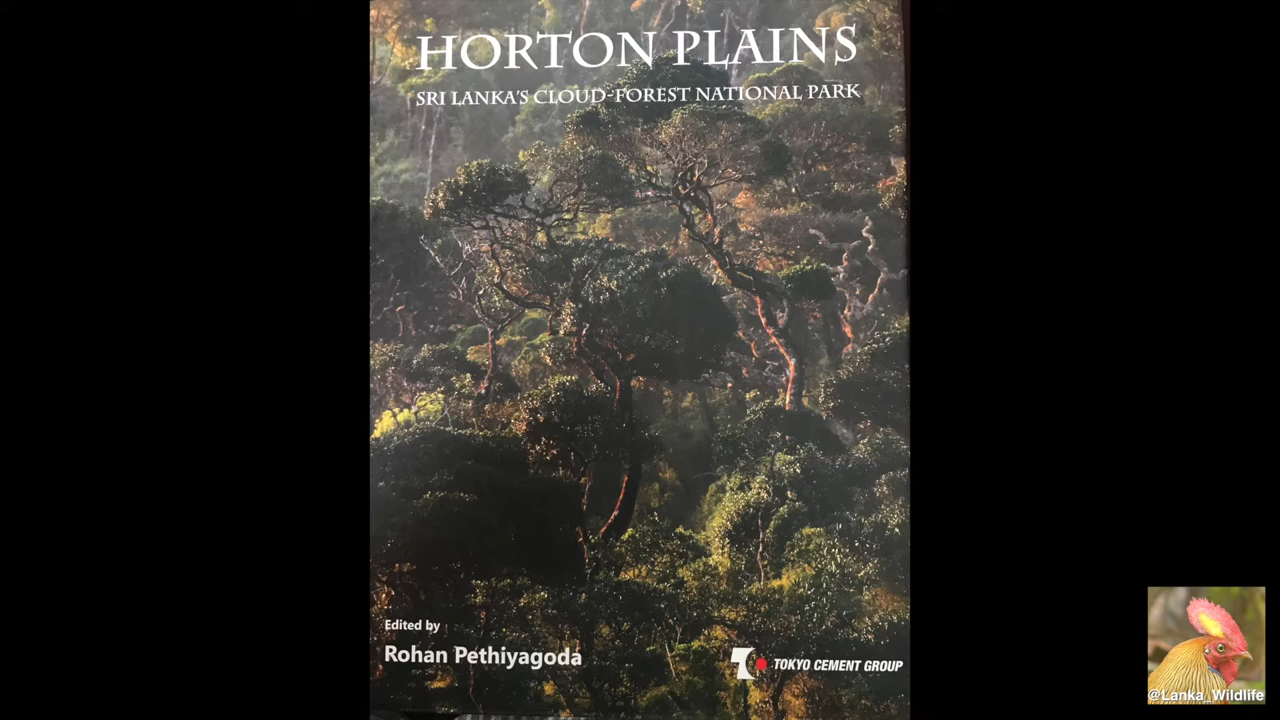 HORTON PLAINS
SRI LANKA'S CLOUD-FOREST NATIONAL PARK
Edited by
Rohan Pethiyagoda
TOKYO CEMENT GROUP
@Lanka_Wildlife